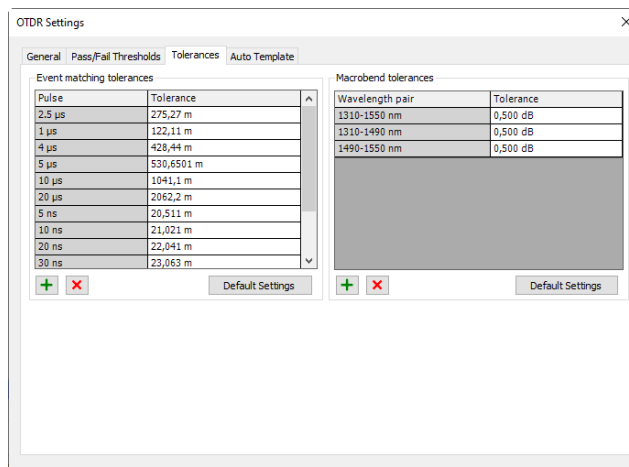 OTDR Settings
General Pass/Fail Thresholds Tolerances Auto Template
Event matching tolerances
Pulse Tolerance
2.5 µs 275,27 m
1 µs 122,11 m
4 µs 428,44 m
5 µs 530,6501 m
10 µs 1041,1 m
20 µs 2062,2 m
5 ns 20,511 m
10 ns 21,021 m
20 ns 22,041 m
30 ns 23,063 m
Default Settings
Macrobend tolerances
Wavelength pair Tolerance
1310-1550 nm 0,500 dB
1310-1490 nm 0,500 dB
1490-1550 nm 0,500 dB
Default Settings